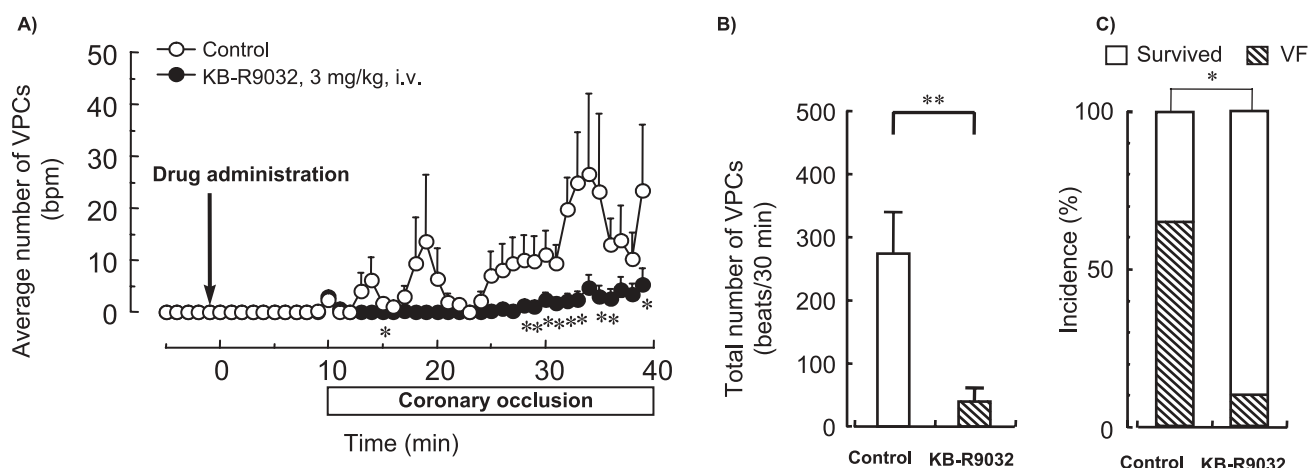 A)
Control
KB-R9032, 3 mg/kg, i.v.
Drug administration
Average number of VPCs
(bpm)
50
40
30
20
10
0
*
** **** **
*
0
10
20
30
40
Coronary occlusion
Time (min)
B)
**
Total number of VPCs
(beats/30 min)
500
400
300
200
100
0
Control
KB-R9032
C)
Survived
VF
*
Incidence (%)
100
50
0
Control
KB-R9032